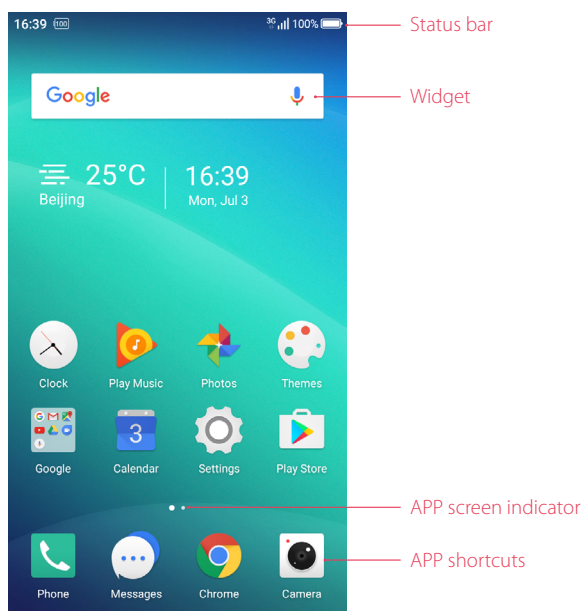 16:39 100 3G 100% Status bar
Google Widget
25°C 16:39
Beijing Mon, Jul 3
Clock Play Music Photos Themes
3
Google Calendar Settings Play Store
APP screen indicator
APP shortcuts
Phone Messages Chrome Camera